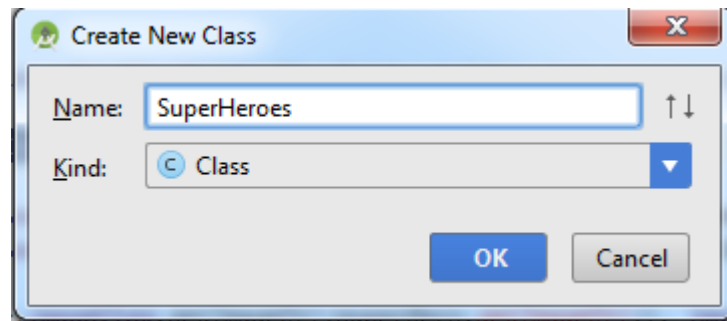 Create New Class
Name: SuperHeroes
Kind: C Class
OK Cancel